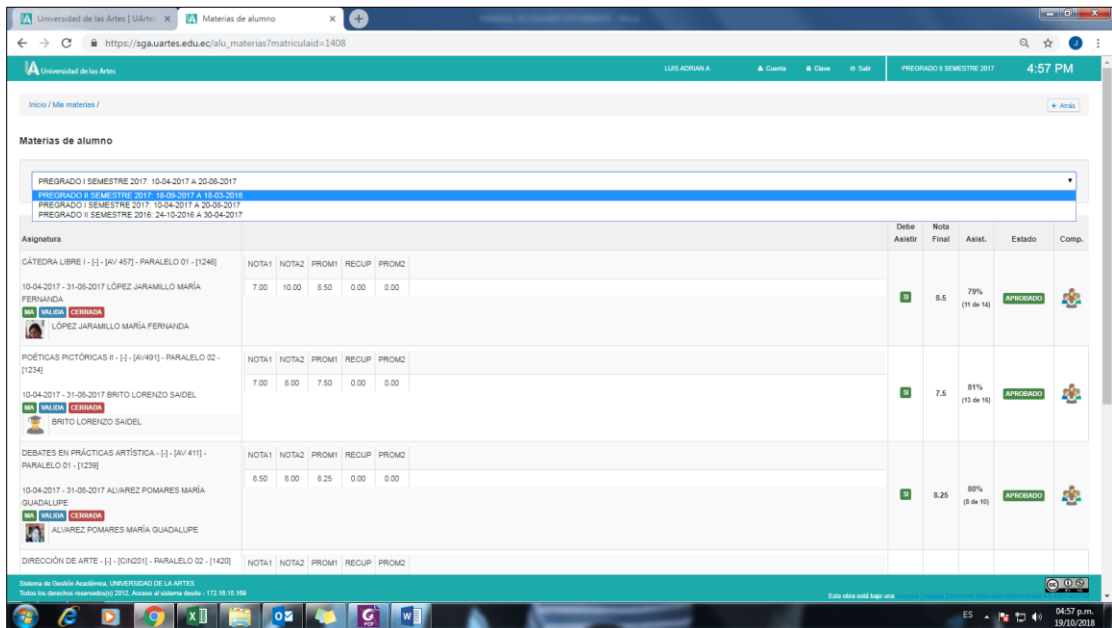 Universidad de las Artes [ UArtes
Materias de alumno
https://sga.uartes.edu.ec/alu_materias?matriculaid=1408
J
Universidad de las Artes
LUIS ADRIAN A
Cuenta
Clave
Salir
PREGRADO II SEMESTRE 2017
4:57 PM
Inicio / Mis materias /
Atrás
Materias de alumno
PREGRADO I SEMESTRE 2017: 10-04-2017 A 20-08-2017
PREGRADO II SEMESTRE 2017: 18-09-2017 A 18-03-2018
PREGRADO I SEMESTRE 2017: 10-04-2017 A 20-08-2017
PREGRADO II SEMESTRE 2016: 24-10-2016 A 30-04-2017
Asignatura Debe Asistir Nota Final Asist. Estado Comp.
CÁTEDRA LIBRE I - [-] - [AV 457] - PARALELO 01 - [1246]
NOTA1 NOTA2 PROM1 RECUP PROM2
10-04-2017 - 31-08-2017 LÓPEZ JARAMILLO MARÍA
FERNANDA
7.00 10.00 8.50 0.00 0.00
SI 8.5 79% (11 de 14) APROBADO
MA VALIDA CERRADA
LÓPEZ JARAMILLO MARÍA FERNANDA
POÉTICAS PICTÓRICAS II - [-] - [AV491] - PARALELO 02 -
[1234]
NOTA1 NOTA2 PROM1 RECUP PROM2
7.00 8.00 7.50 0.00 0.00
10-04-2017 - 31-08-2017 BRITO LORENZO SAIDEL
SI 7.5 81% (13 de 16) APROBADO
MA VALIDA CERRADA
BRITO LORENZO SAIDEL
DEBATES EN PRÁCTICAS ARTÍSTICA - [-] - [AV 411] -
PARALELO 01 - [1239]
NOTA1 NOTA2 PROM1 RECUP PROM2
8.50 8.00 8.25 0.00 0.00
10-04-2017 - 31-08-2017 ALVAREZ POMARES MARÍA
GUADALUPE
SI 8.25 80% (8 de 10) APROBADO
MA VALIDA CERRADA
ALVAREZ POMARES MARÍA GUADALUPE
DIRECCIÓN DE ARTE - [-] - [CIN201] - PARALELO 02 - [1420]
NOTA1 NOTA2 PROM1 RECUP PROM2
Sistema de Gestión Académica, UNIVERSIDAD DE LA ARTES
Todos los derechos reservados(c) 2012, Acceso al sistema desde - 172.16.15.169
Esta obra está bajo una
ES
04:57 p.m.
19/10/2018